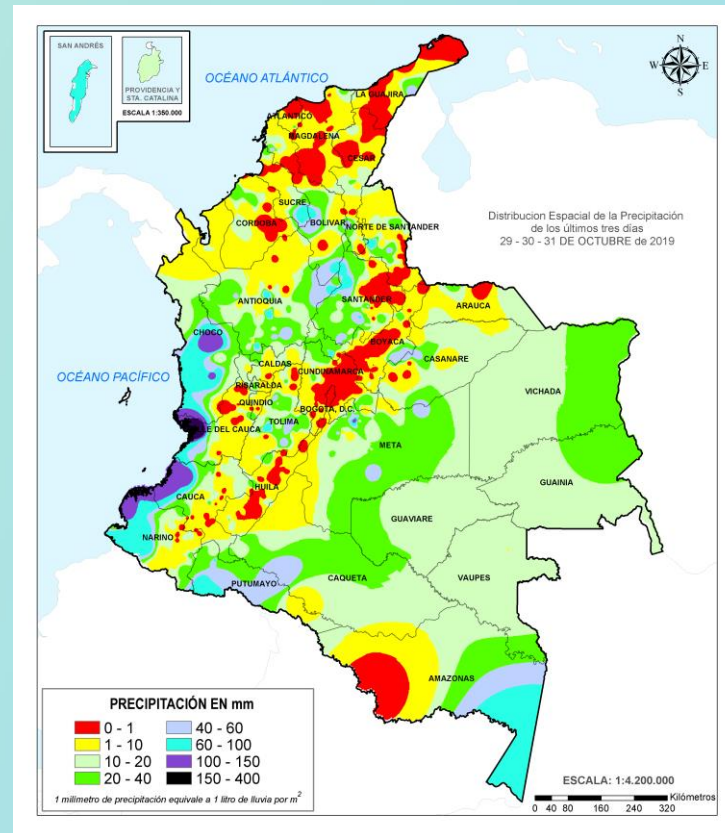 SAN ANDRÉS
PROVIDENCIA Y
STA. CATALINA
ESCALA 1:350.000
OCÉANO ATLÁNTICO
N
W
E
S
LA GUAJIRA
ATLÁNTICO
MAGDALENA
CESAR
SUCRE
CORDOBA
BOLIVAR
NORTE DE SANTANDER
Distribucion Espacial de la Precipitación
de los últimos tres días
29 - 30 - 31 DE OCTUBRE de 2019
ANTIOQUIA
SANTANDER
ARAUCA
CHOCO
BOYACA
CASANARE
CALDAS
CUNDINAMARCA
OCÉANO PACÍFICO
RISARALDA
VICHADA
QUINDIO
BOGOTA, D.C.
TOLIMA
VALLE DEL CAUCA
META
GUAINIA
HUILA
CAUCA
GUAVIARE
NARIÑO
CAQUETA
VAUPES
PUTUMAYO
AMAZONAS
PRECIPITACIÓN EN mm
0 - 1
40 - 60
1 - 10
60 - 100
10 - 20
100 - 150
20 - 40
150 - 400
1 milimetro de precipitación equivale a 1 litro de lluvia por m²
ESCALA: 1:4.200.000
Kilómetros
0 40 80 160 240 320